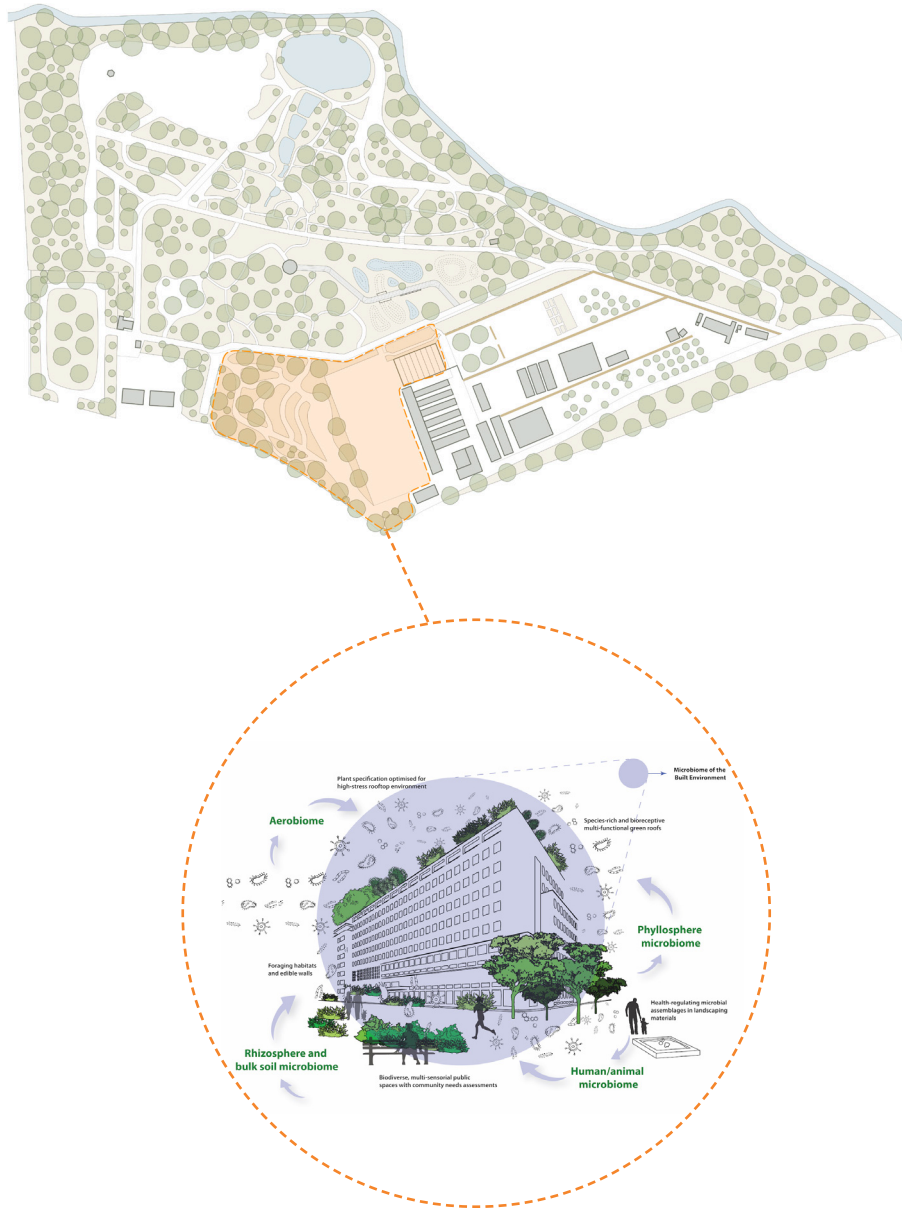 Plant specification optimised for
high-stress rooftop environment
Microbiome of the
Built Environment
Aerobiome
Species-rich and bioreceptive
multi-functional green roofs
Phyllosphere
microbiome
Foraging habitats
and edible walls
Health-regulating microbial
assemblages in landscaping
materials
Rhizosphere and
bulk soil microbiome
Human/animal
microbiome
Biodiverse, multi-sensorial public
spaces with community needs assessments